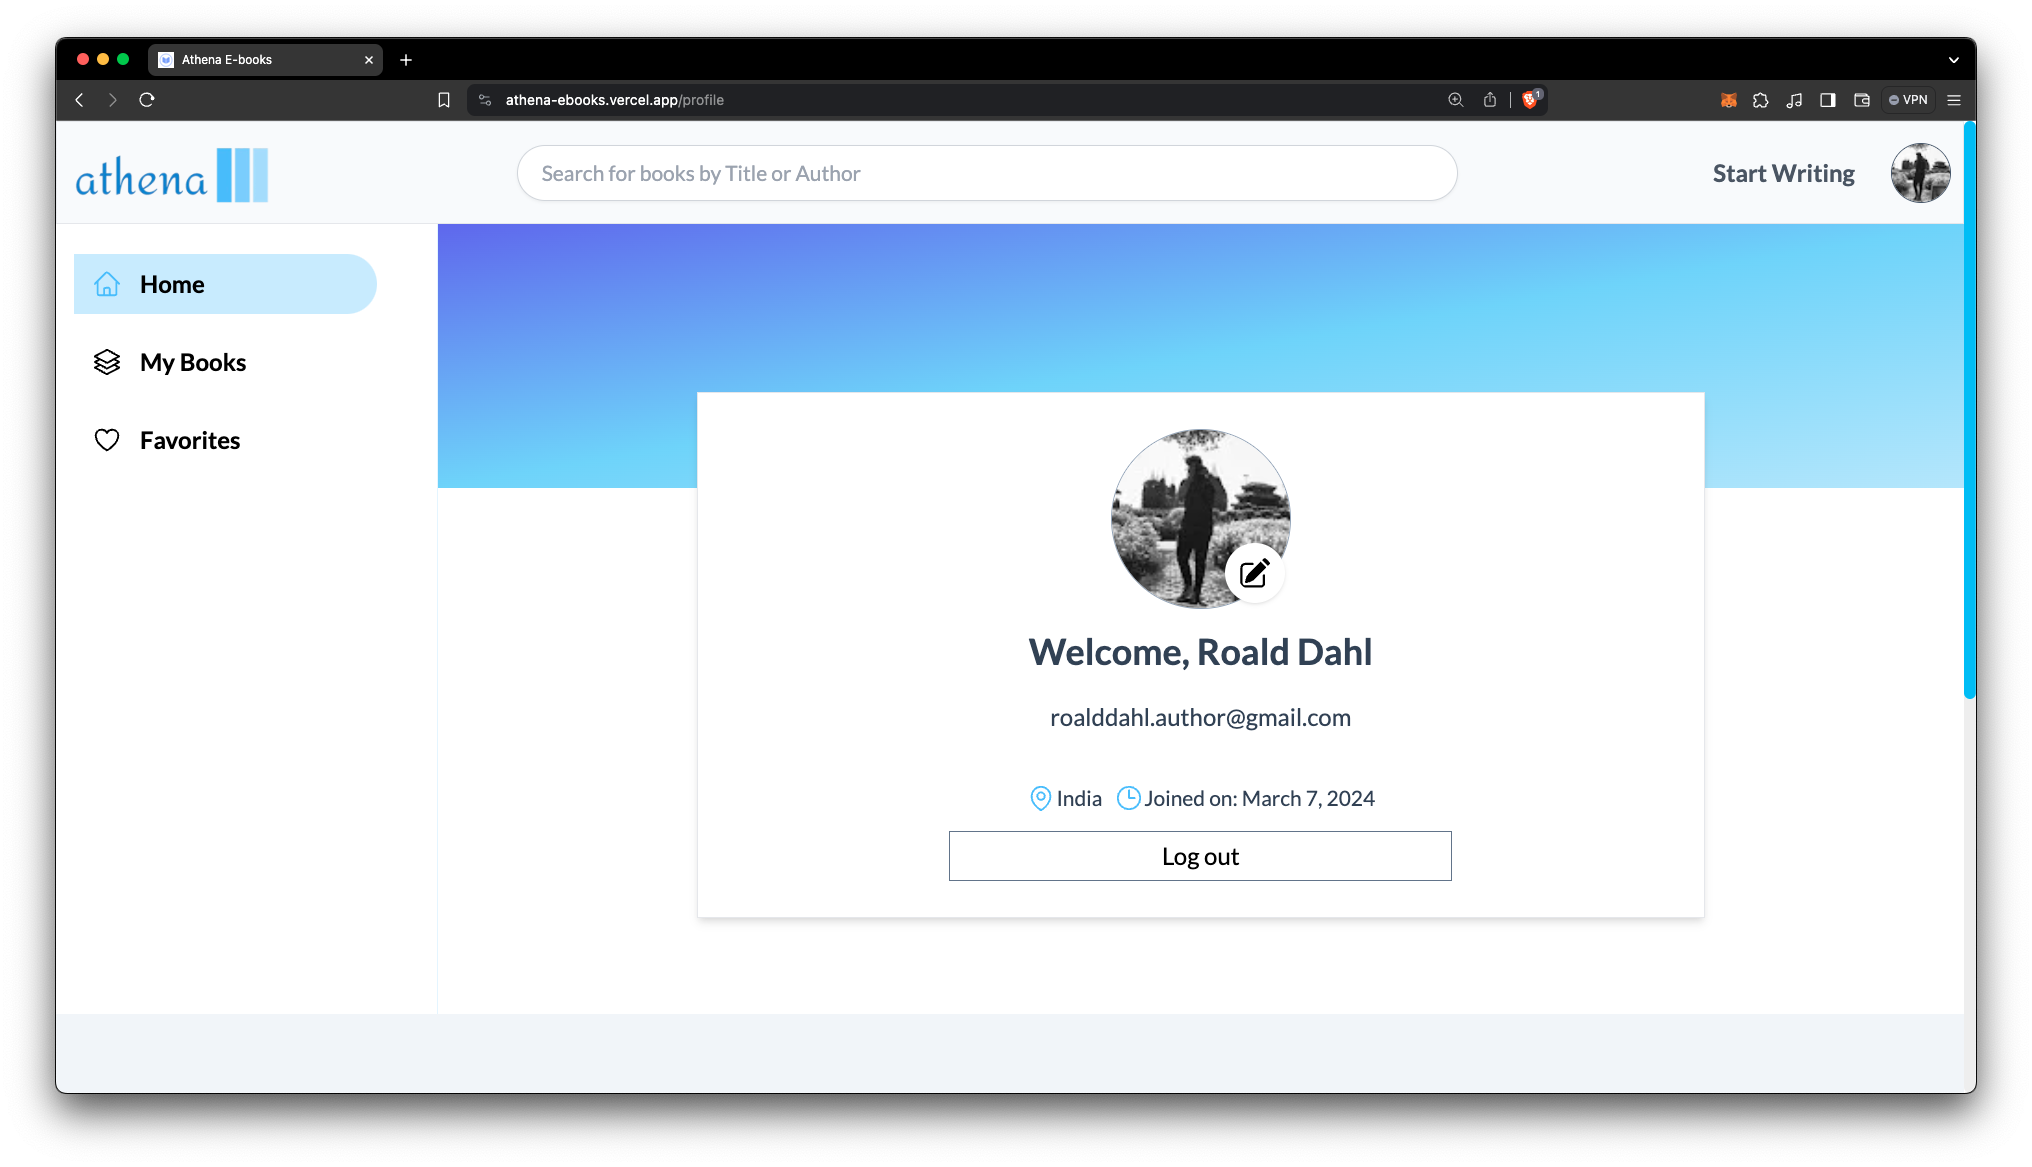 Athena E-books
athena-ebooks.vercel.app/profile
1
VPN
athena
Search for books by Title or Author
Start Writing
Home
My Books
Favorites
Welcome, Roald Dahl
roalddahl.author@gmail.com
India Joined on: March 7, 2024
Log out